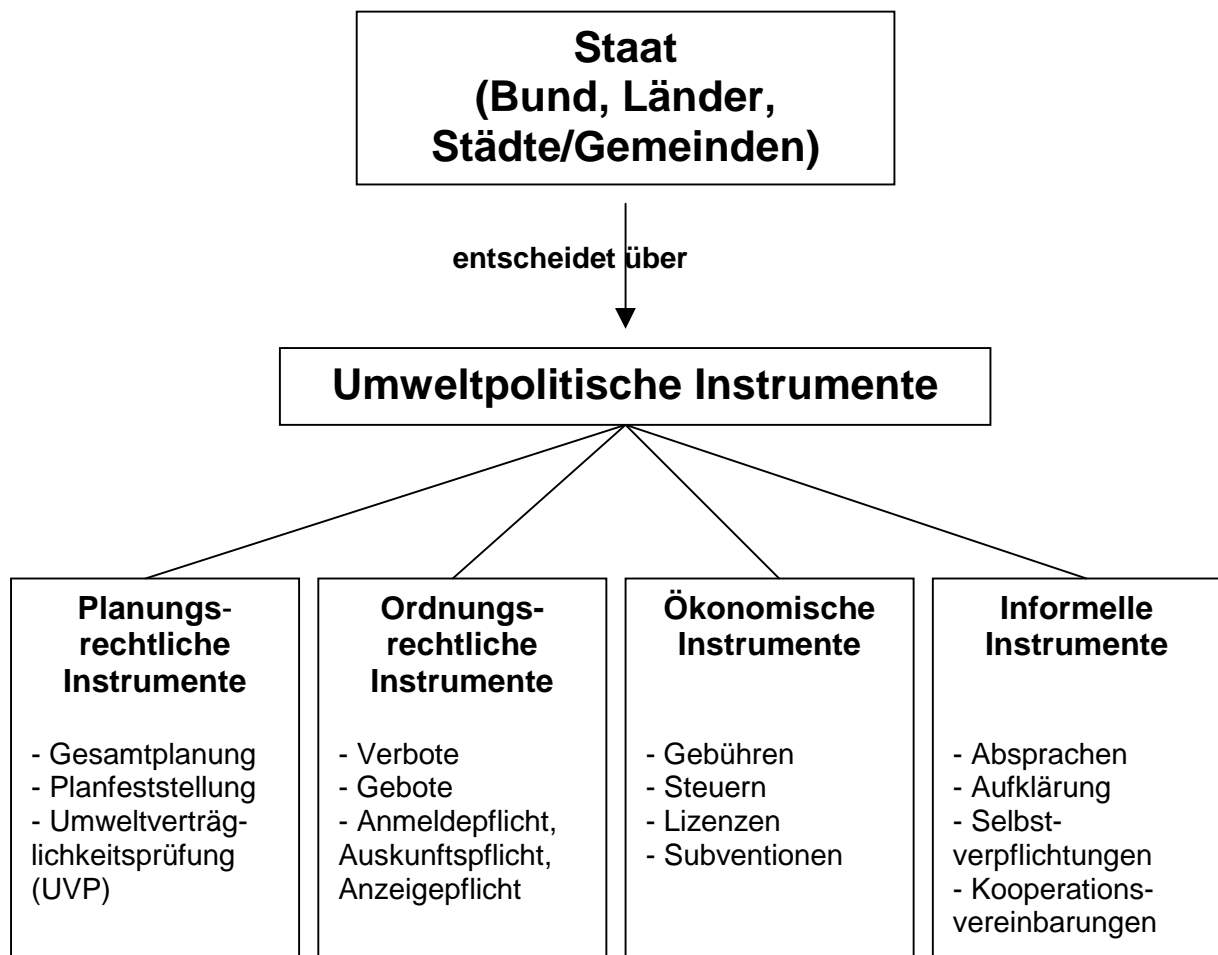 Staat
(Bund, Länder,
Städte/Gemeinden)
entscheidet über
Umweltpolitische Instrumente
Planungs-
rechtliche
Instrumente
- Gesamtplanung
- Planfeststellung
- Umweltverträg-
lichkeitsprüfung
(UVP)
Ordnungs-
rechtliche
Instrumente
- Verbote
- Gebote
- Anmeldepflicht,
Auskunftspflicht,
Anzeigepflicht
Ökonomische
Instrumente
- Gebühren
- Steuern
- Lizenzen
- Subventionen
Informelle
Instrumente
- Absprachen
- Aufklärung
- Selbst-
verpflichtungen
- Kooperations-
vereinbarungen